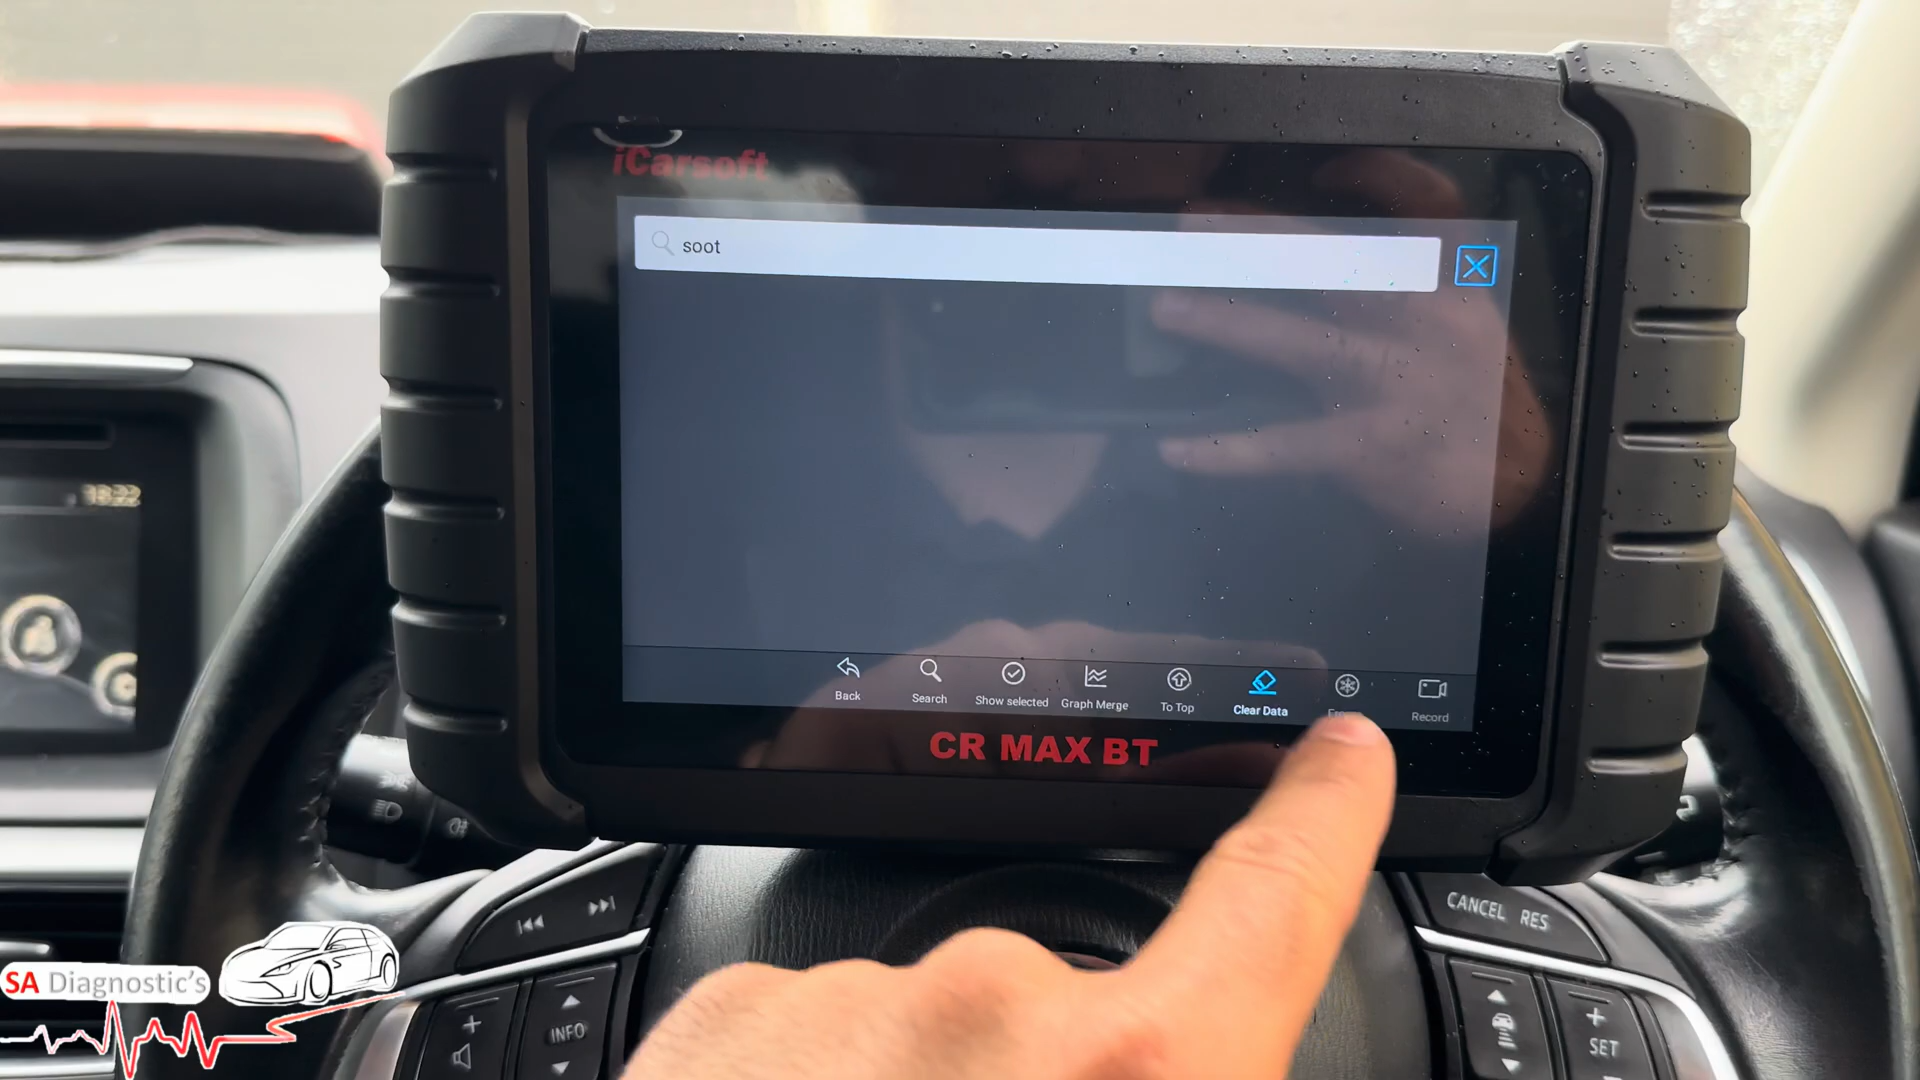 iCarsoft
soot
Back
Search
Show selected
Graph Merge
To Top
Clear Data
Record
CR MAX BT
CANCEL
RES
INFO
SET
SA Diagnostic's